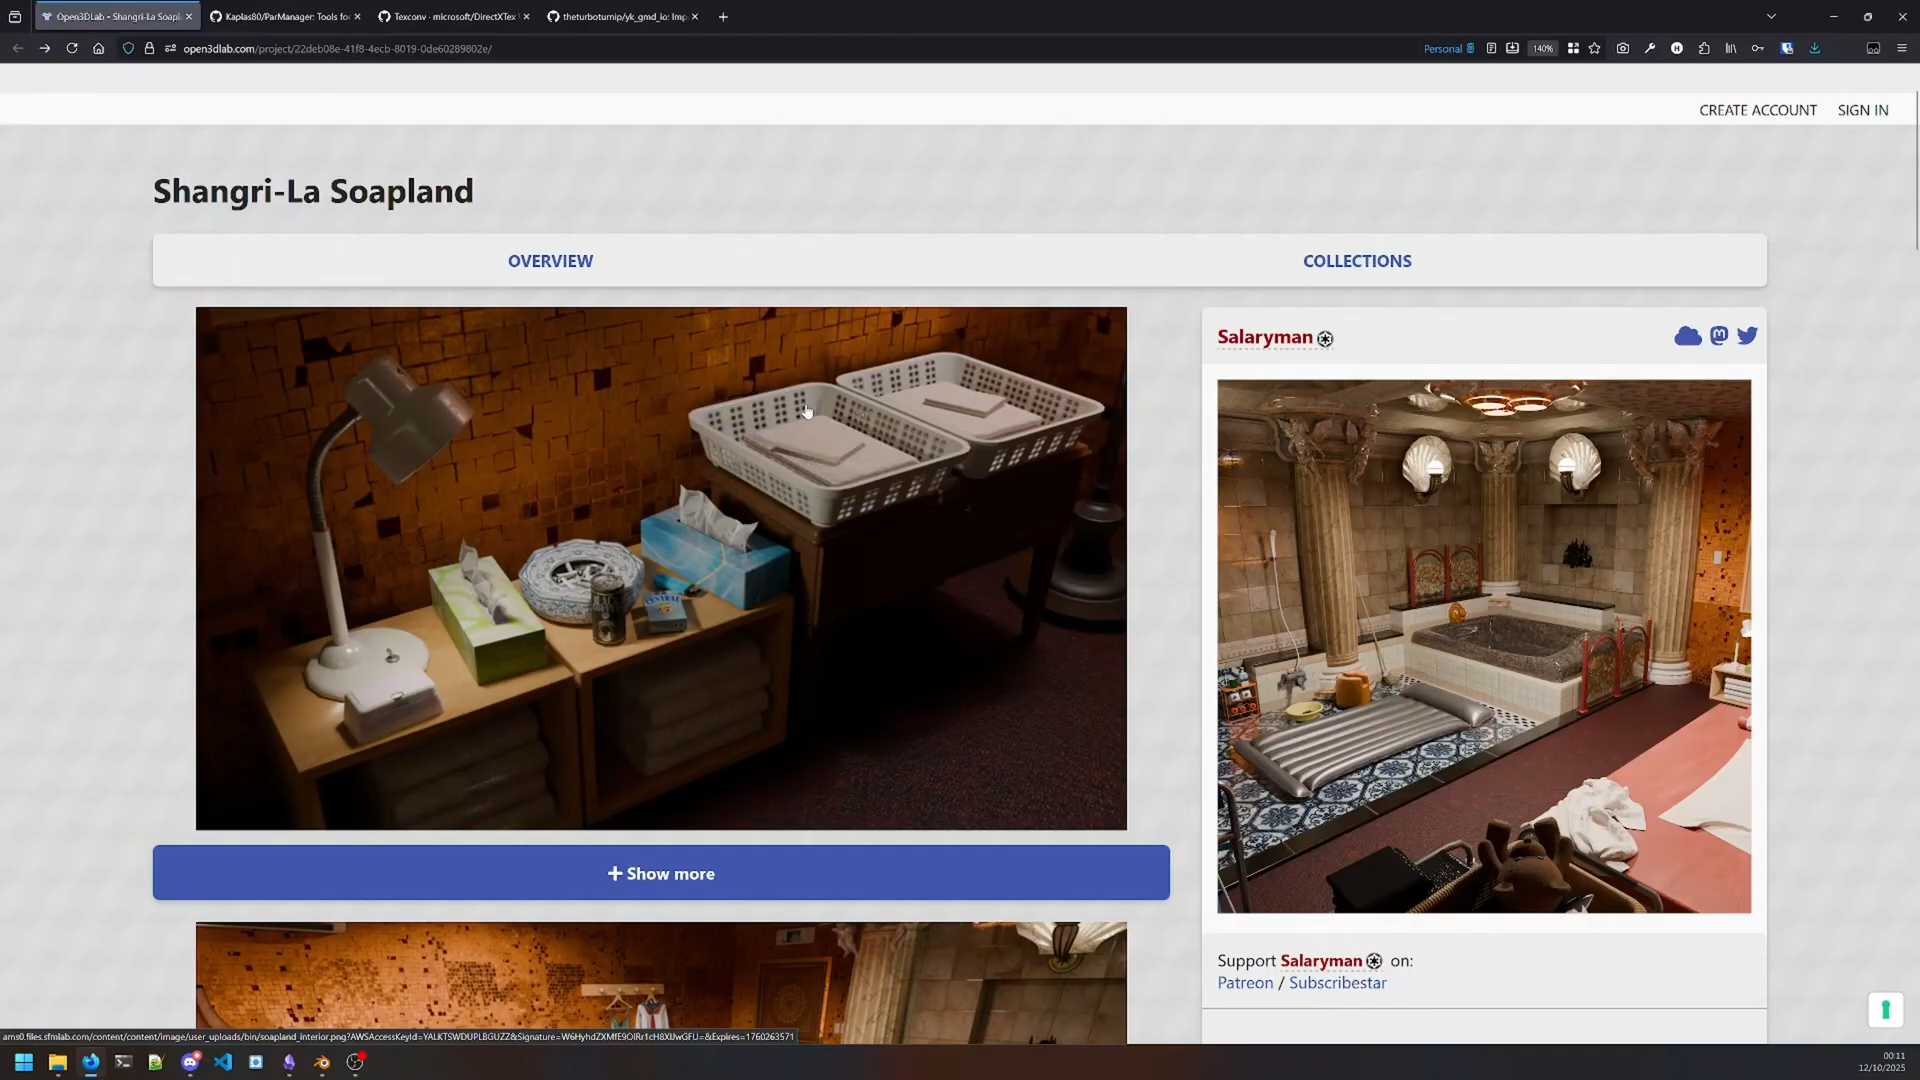 Open3DLab - Shangri-La Soapl
Kaplas80/ParManager: Tools fo
Texconv · microsoft/DirectXTex
theturboturnip/yk_gmd_io: Imp
open3dlab.com/project/22deb08e-41f8-4ecb-8019-0de60289802e/
Personal
140%
CREATE ACCOUNT
SIGN IN
Shangri-La Soapland
OVERVIEW
COLLECTIONS
Salaryman
CENTRAL
Show more
Support Salaryman on:
Patreon / Subscribestar
00:11
12/10/2025